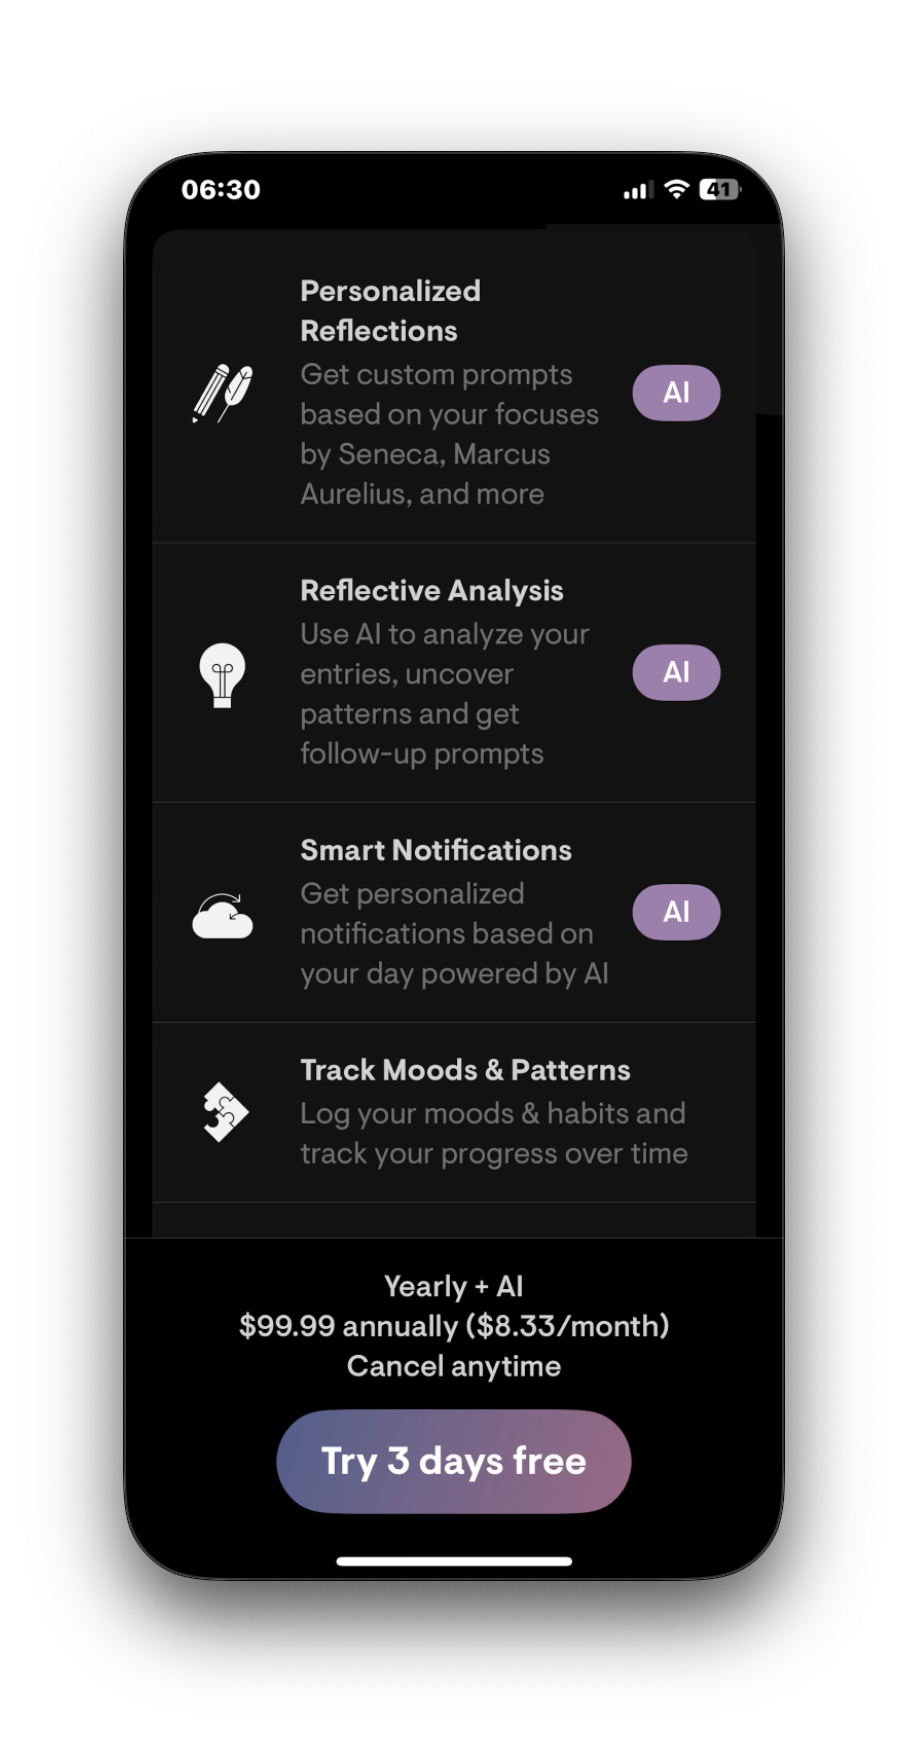 06:30
41
Personalized
Reflections
Get custom prompts
based on your focuses
by Seneca, Marcus
Aurelius, and more
AI
Reflective Analysis
Use AI to analyze your
entries, uncover
patterns and get
follow-up prompts
AI
Smart Notifications
Get personalized
notifications based on
your day powered by AI
AI
Track Moods & Patterns
Log your moods & habits and
track your progress over time
Yearly + AI
$99.99 annually ($8.33/month)
Cancel anytime
Try 3 days free